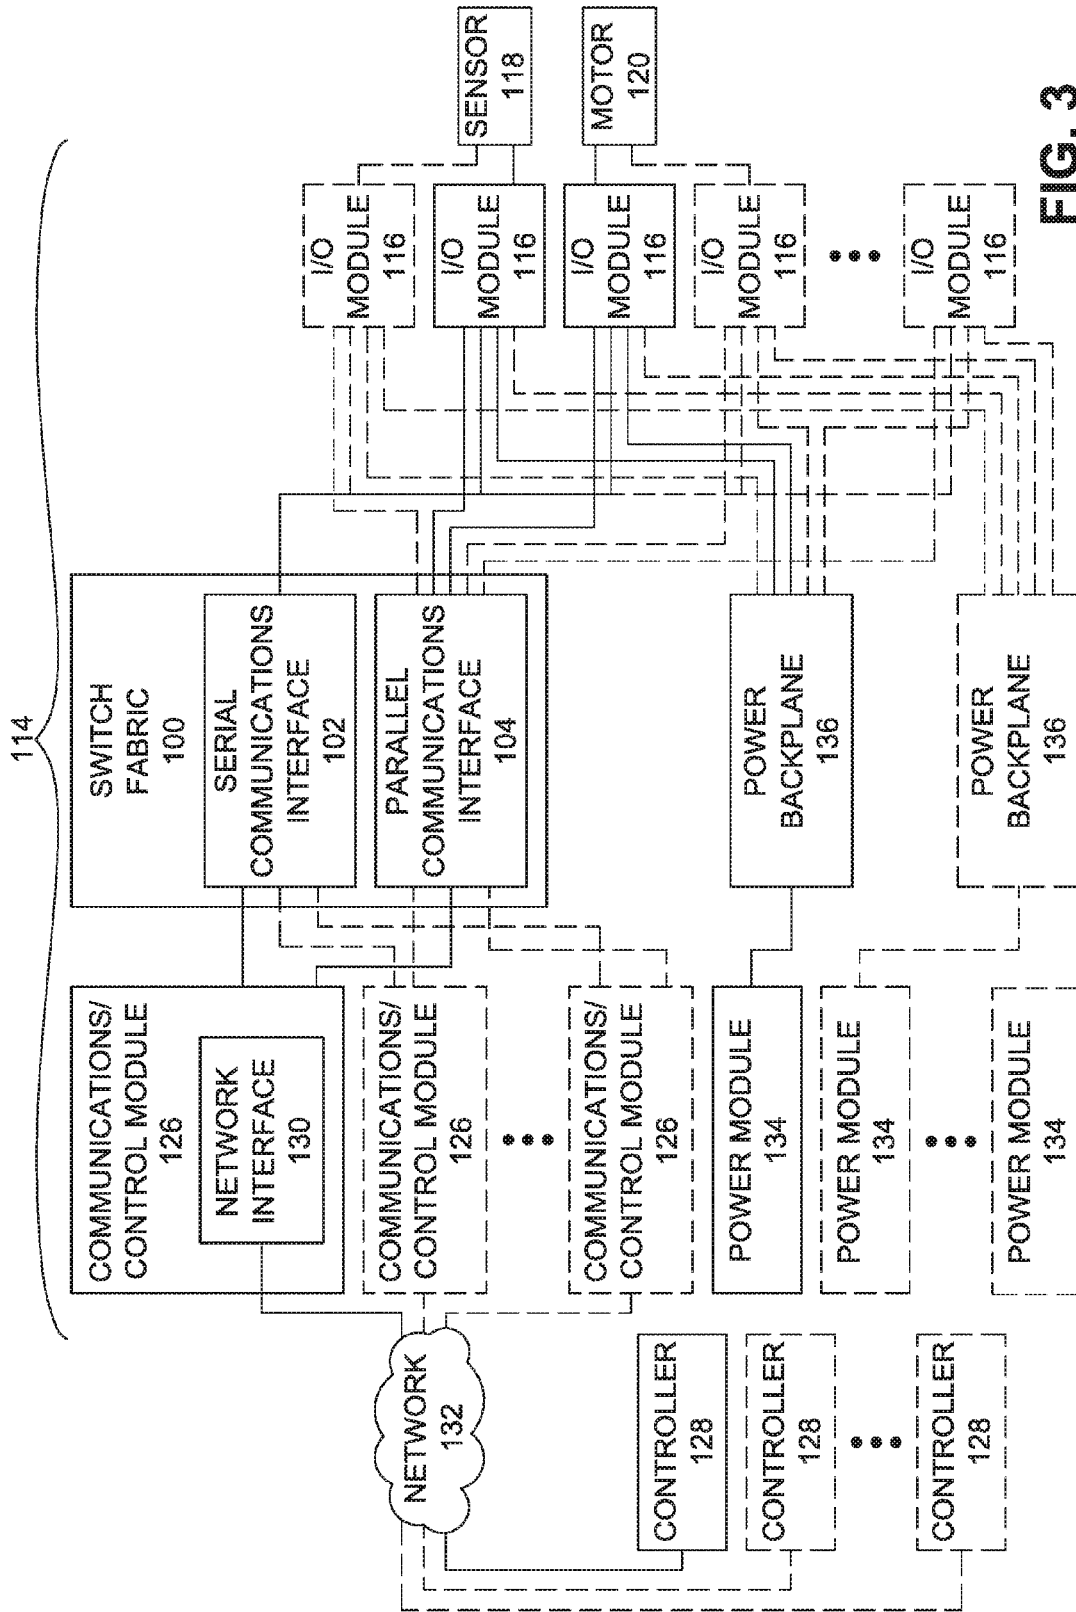 114
SWITCH
FABRIC
100
SERIAL
COMMUNICATIONS
INTERFACE
102
PARALLEL
COMMUNICATIONS
INTERFACE
104
COMMUNICATIONS/
CONTROL MODULE
126
NETWORK
INTERFACE
130
COMMUNICATIONS/
CONTROL MODULE
126
COMMUNICATIONS/
CONTROL MODULE
126
NETWORK
132
CONTROLLER
128
CONTROLLER
128
CONTROLLER
128
POWER MODULE
134
POWER MODULE
134
POWER MODULE
134
POWER
BACKPLANE
136
POWER
BACKPLANE
136
I/O
MODULE
116
I/O
MODULE
116
I/O
MODULE
116
I/O
MODULE
116
I/O
MODULE
116
SENSOR
118
MOTOR
120
FIG. 3